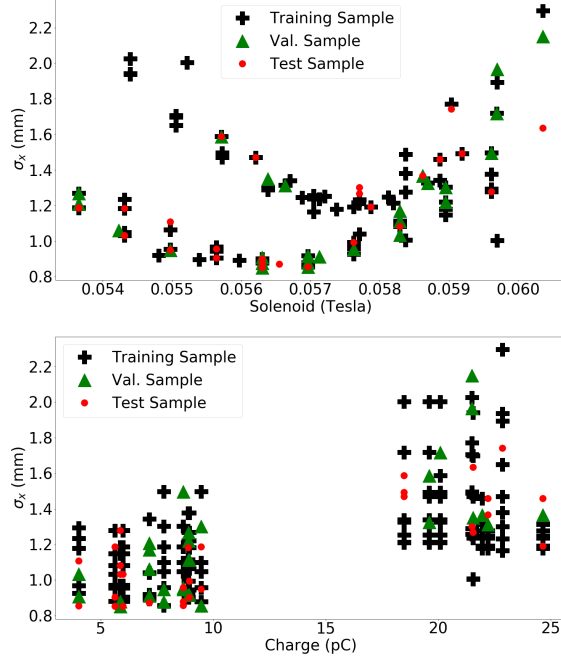 Training Sample
Val. Sample
Test Sample
2.2
2.0
1.8
1.6
1.4
1.2
1.0
0.8
σx (mm)
0.054 0.055 0.056 0.057 0.058 0.059 0.060
Solenoid (Tesla)
Training Sample
Val. Sample
Test Sample
2.2
2.0
1.8
1.6
1.4
1.2
1.0
0.8
σx (mm)
5 10 15 20 25
Charge (pC)